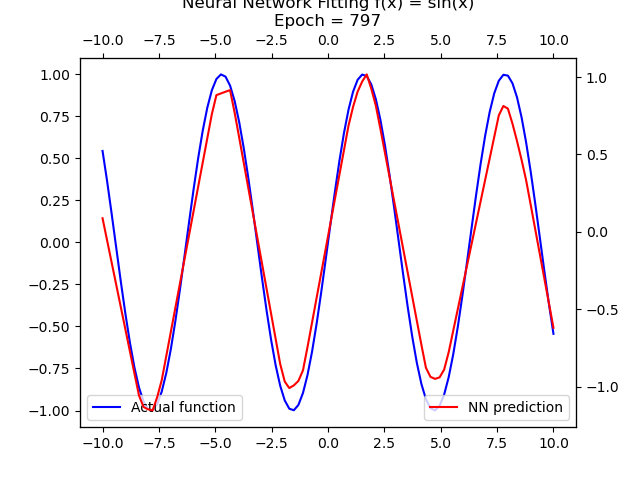 Neural Network Fitting f(x) = sin(x)
Epoch = 797
−10.0 −7.5 −5.0 −2.5 0.0 2.5 5.0 7.5 10.0
1.00
0.75
0.50
0.25
0.00
−0.25
−0.50
−0.75
−1.00
1.0
0.5
0.0
−0.5
−1.0
Actual function
NN prediction
−10.0 −7.5 −5.0 −2.5 0.0 2.5 5.0 7.5 10.0